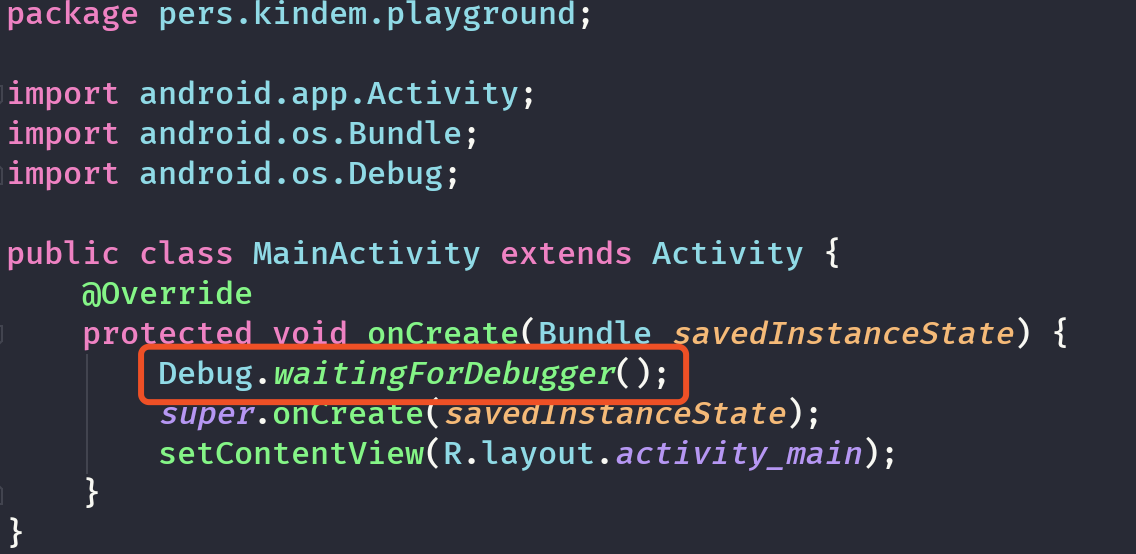 package pers.kindem.playground;
import android.app.Activity;
import android.os.Bundle;
import android.os.Debug;
public class MainActivity extends Activity {
@Override
protected void onCreate(Bundle savedInstanceState) {
Debug.waitingForDebugger();
super.onCreate(savedInstanceState);
setContentView(R.layout.activity_main);
}
}